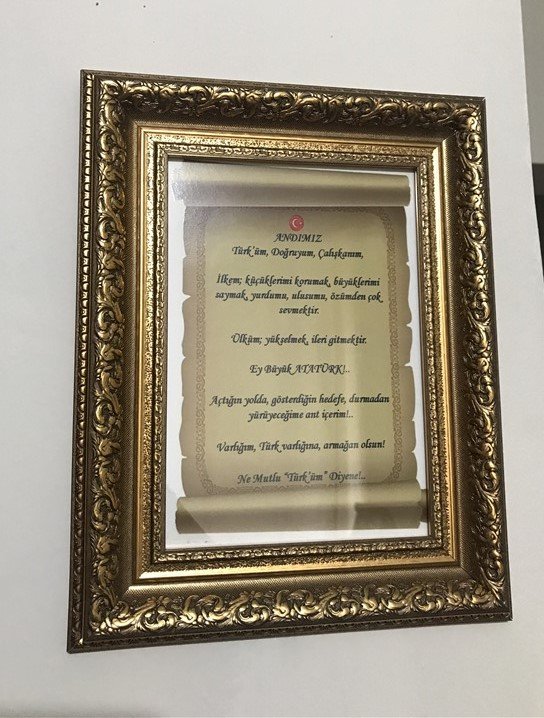 ANDIMIZ
Türk'üm, Doğruyum, Çalışkanım,
İlkem; küçüklerimi korumak, büyüklerimi
saymak, yurdumu, ulusumu, özümden çok
sevmektir.
Ülküm; yükselmek, ileri gitmektir.
Ey Büyük ATATÜRK!..
Açtığın yolda, gösterdiğin hedefe, durmadan
yürüyeceğime ant içerim!..
Varlığım, Türk varlığına, armağan olsun!
Ne Mutlu "Türk'üm" Diyene!..